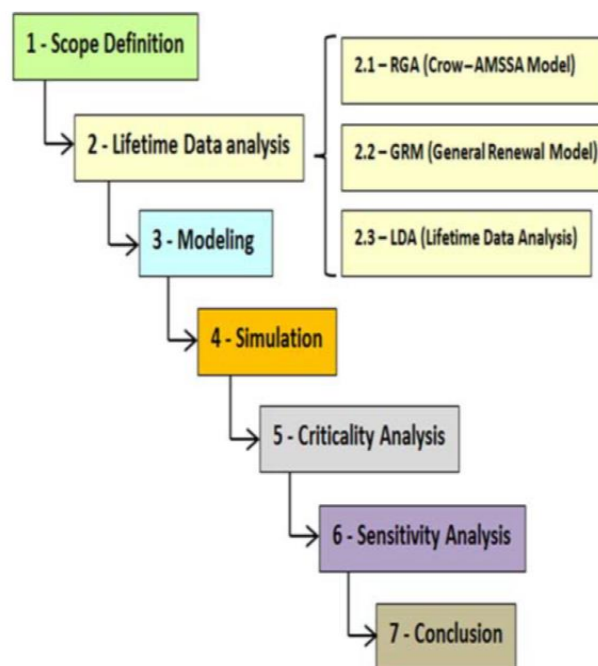 1 - Scope Definition
2 - Lifetime Data analysis
2.1 – RGA (Crow–AMSSA Model)
2.2 – GRM (General Renewal Model)
2.3 – LDA (Lifetime Data Analysis)
3 - Modeling
4 - Simulation
5 - Criticality Analysis
6 - Sensitivity Analysis
7 - Conclusion